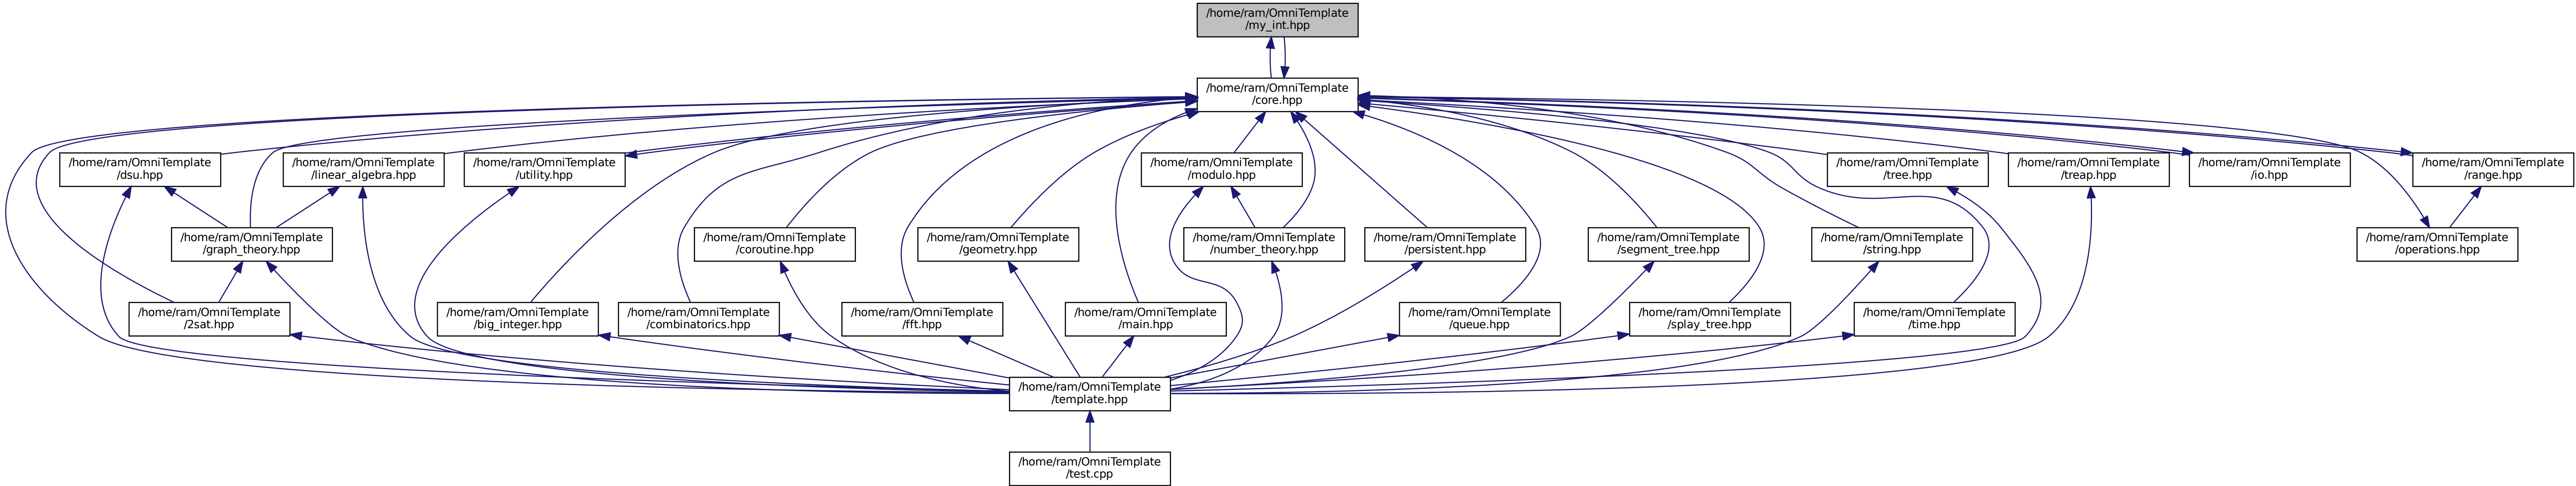 /home/ram/OmniTemplate
/my_int.hpp
/home/ram/OmniTemplate
/core.hpp
/home/ram/OmniTemplate
/dsu.hpp
/home/ram/OmniTemplate
/linear_algebra.hpp
/home/ram/OmniTemplate
/utility.hpp
/home/ram/OmniTemplate
/modulo.hpp
/home/ram/OmniTemplate
/tree.hpp
/home/ram/OmniTemplate
/treap.hpp
/home/ram/OmniTemplate
/io.hpp
/home/ram/OmniTemplate
/range.hpp
/home/ram/OmniTemplate
/graph_theory.hpp
/home/ram/OmniTemplate
/coroutine.hpp
/home/ram/OmniTemplate
/geometry.hpp
/home/ram/OmniTemplate
/number_theory.hpp
/home/ram/OmniTemplate
/persistent.hpp
/home/ram/OmniTemplate
/segment_tree.hpp
/home/ram/OmniTemplate
/string.hpp
/home/ram/OmniTemplate
/operations.hpp
/home/ram/OmniTemplate
/2sat.hpp
/home/ram/OmniTemplate
/big_integer.hpp
/home/ram/OmniTemplate
/combinatorics.hpp
/home/ram/OmniTemplate
/fft.hpp
/home/ram/OmniTemplate
/main.hpp
/home/ram/OmniTemplate
/queue.hpp
/home/ram/OmniTemplate
/splay_tree.hpp
/home/ram/OmniTemplate
/time.hpp
/home/ram/OmniTemplate
/template.hpp
/home/ram/OmniTemplate
/test.cpp